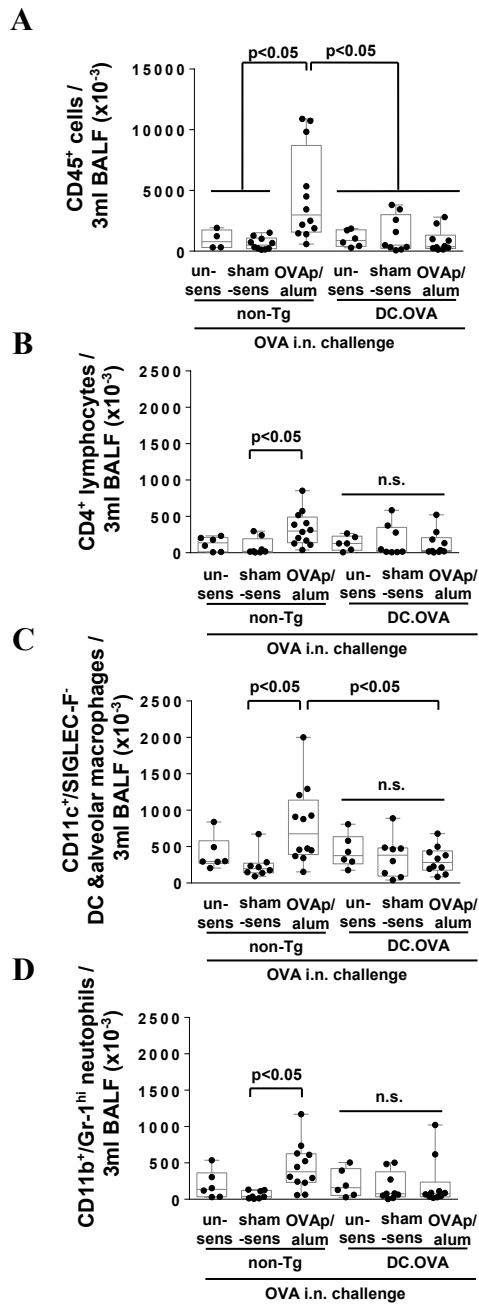 A
p<0.05 p<0.05
CD45⁺ cells /
3ml BALF (x10⁻³)
15000
10000
5000
0
un-
sens
sham
-sens
OVAp/
alum
un-
sens
sham
-sens
OVAp/
alum
non-Tg DC.OVA
OVA i.n. challenge
B
CD4⁺ lymphocytes /
3ml BALF (x10⁻³)
2500
2000
1500
1000
500
0
p<0.05
n.s.
un-
sens
sham
-sens
OVAp/
alum
un-
sens
sham
-sens
OVAp/
alum
non-Tg DC.OVA
OVA i.n. challenge
C
CD11c⁺/SIGLEC-F⁻
DC &alveolar macrophages /
3ml BALF (x10⁻³)
p<0.05 p<0.05
2500
2000
1500
1000
500
0
n.s.
un-
sens
sham
-sens
OVAp/
alum
un-
sens
sham
-sens
OVAp/
alum
non-Tg DC.OVA
OVA i.n. challenge
D
CD11b⁺/Gr-1ʰⁱ neutophils /
3ml BALF (x10⁻³)
2500
2000
1500
1000
500
0
p<0.05
n.s.
un-
sens
sham
-sens
OVAp/
alum
un-
sens
sham
-sens
OVAp/
alum
non-Tg DC.OVA
OVA i.n. challenge